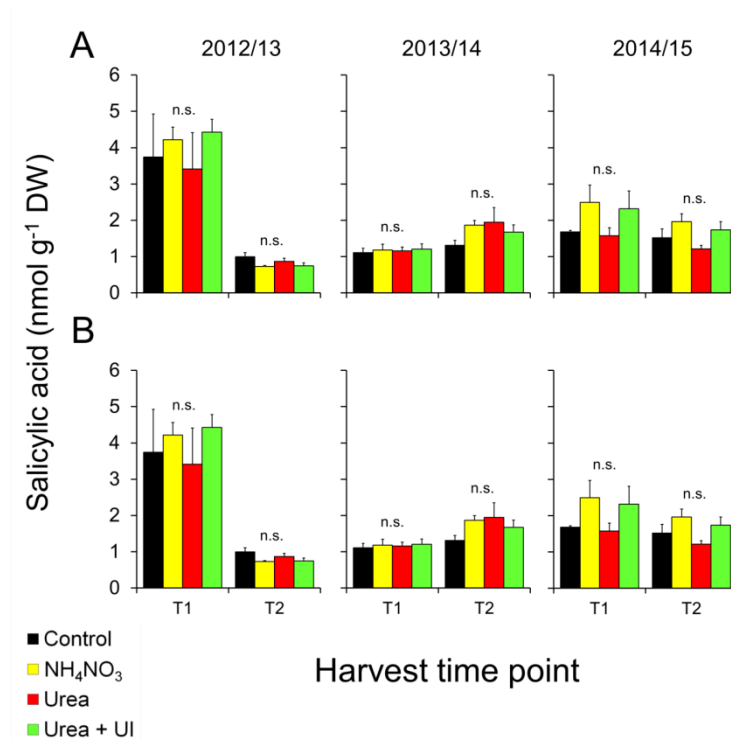 A
2012/13 2013/14 2014/15
Salicylic acid (nmol g⁻¹ DW)
6
5
4
3
2
1
0
n.s. n.s. n.s. n.s. n.s. n.s.
B
6
5
4
3
2
1
0
n.s. n.s. n.s. n.s. n.s. n.s.
T1 T2 T1 T2 T1 T2
Harvest time point
Control
NH₄NO₃
Urea
Urea + UI